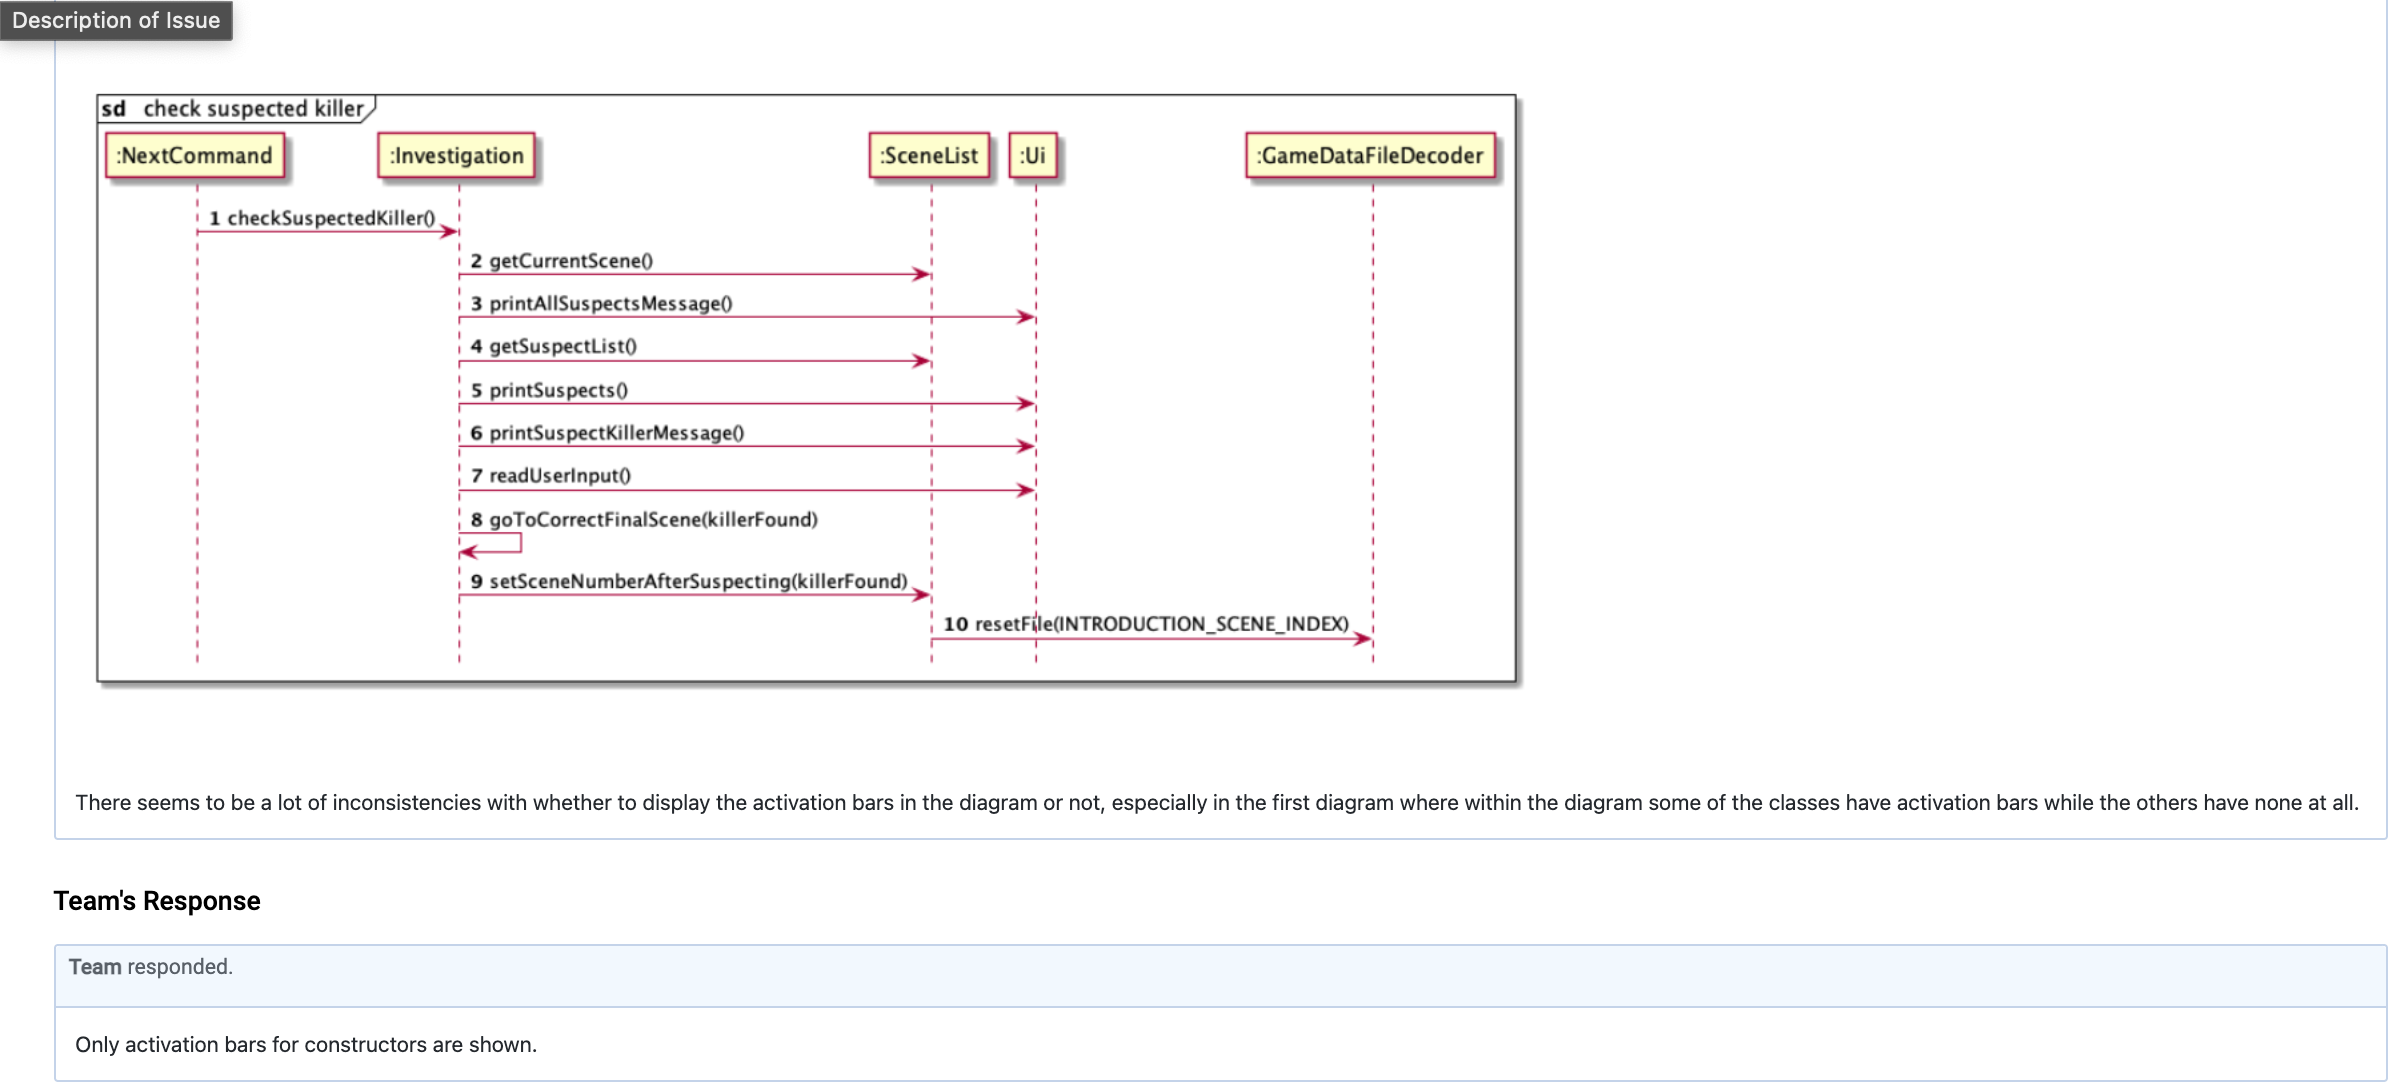 Description of Issue
sd check suspected killer
:NextCommand :Investigation :SceneList :Ui :GameDataFileDecoder
1 checkSuspectedKiller()
2 getCurrentScene()
3 printAllSuspectsMessage()
4 getSuspectList()
5 printSuspects()
6 printSuspectKillerMessage()
7 readUserInput()
8 goToCorrectFinalScene(killerFound)
9 setSceneNumberAfterSuspecting(killerFound)
10 resetFile(INTRODUCTION_SCENE_INDEX)
There seems to be a lot of inconsistencies with whether to display the activation bars in the diagram or not, especially in the first diagram where within the diagram some of the classes have activation bars while the others have none at all.
Team's Response
Team responded.
Only activation bars for constructors are shown.